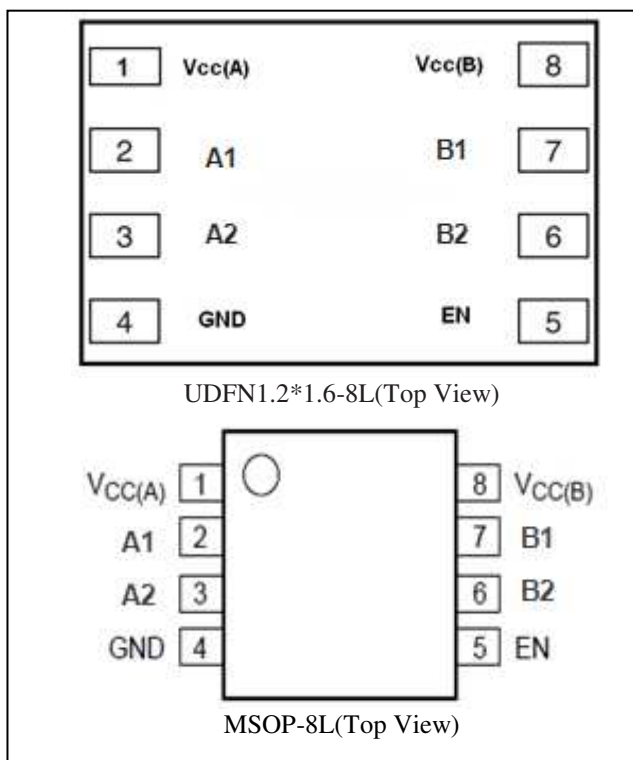 1 Vcc(A) Vcc(B) 8
2 A1 B1 7
3 A2 B2 6
4 GND EN 5
UDFN1.2*1.6-8L(Top View)
VCC(A) 1 8 VCC(B)
A1 2 7 B1
A2 3 6 B2
GND 4 5 EN
MSOP-8L(Top View)